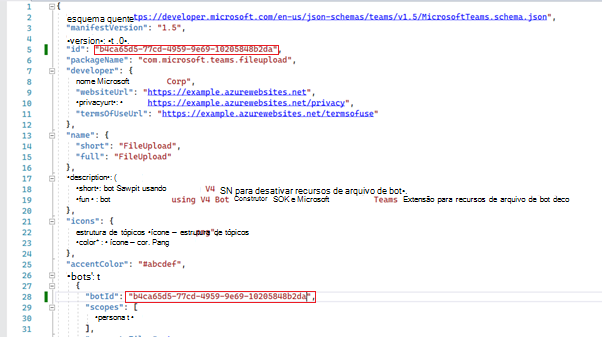 1 {
2 esquema quente tps://developer.microsoft.com/en-us/json-schemas/teams/v1.5/MicrosoftTeams.schema.json",
3 "manifestVersion": "1.5",
4 •version•: •t .0•.
5 "id": "b4ca65d5-77cd-4959-9e69-10205848b2da",
6 "packageName": "com.microsoft.teams.fileupload",
7 "developer": {
8 nome Microsoft Corp",
9 "websiteUrl": "https://example.azurewebsites.net",
10 •privacyurt•: • https://example.azurewebsites.net/privacy",
11 "termsOfUseUrl": "https://example.azurewebsites.net/termsofuse"
12 },
13 "name": {
14 "short": "FileUpload",
15 "full": "FileUpload"
16 },
17 •description•: (
18 •short•: bot Sawpit usando V4 SN para desativar recursos de arquivo de bot•.
19 •fun • : bot using V4 Bot Construtor SOK e Microsoft Teams Extensão para recursos de arquivo de bot deco
20 },
21 "icons": {
22 estrutura de tópicos •ícone – estrutura de tópicos
23 •color" : • ícone – cor. Pang
24 },
25 "accentColor": "#abcdef",
26 •bots': t
27 {
28 "botId": "b4ca65d5-77cd-4959-9e69-10205848b2da",
29 "scopes": [
30 •persona t •
31 ],